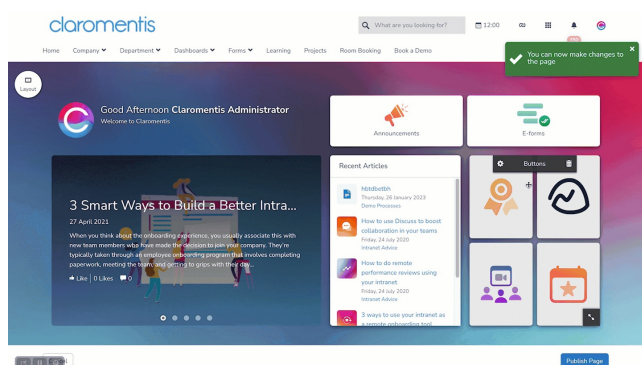 claromentis
What are you looking for?
12:00
Home Company Department Dashboards Forms Learning Projects Room Booking Book a Demo
You can now make changes to
the page
Layout
Good Afternoon Claromentis Administrator
Welcome to Claromentis
Announcements
E-forms
Recent Articles
Buttons
hbtdbetbh
Thursday, 26 January 2023
Demo Processes
How to use Discuss to boost
collaboration in your teams
Friday, 24 July 2020
Intranet Advice
How to do remote
performance reviews using
your intranet
Friday, 24 July 2020
Intranet Advice
3 ways to use your intranet as
a remote onboarding tool
3 Smart Ways to Build a Better Intra...
27 April 2021
When you think about the onboarding experience, you usually associate this with
new team members who have made the decision to join your company. They're
typically taken through an employee onboarding program that involves completing
paperwork, meeting the team, and getting to grips with their day...
Like 0 Likes 0
Publish Page